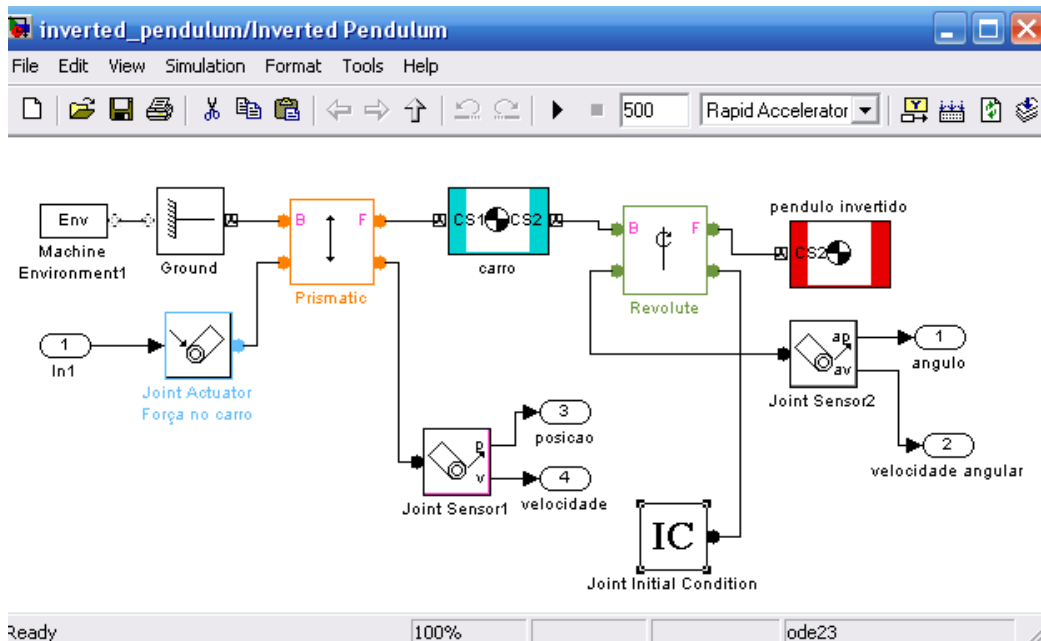 inverted_pendulum/Inverted Pendulum
File Edit View Simulation Format Tools Help
500 Rapid Accelerator
Env
Machine
Environment1
Ground
B F
Prismatic
CS1 CS2
carro
B F
Revolute
pendulo invertido
CS2
1
In1
Joint Actuator
Força no carro
p
v
Joint Sensor1
3
posicao
4
velocidade
ap
av
Joint Sensor2
1
angulo
2
velocidade angular
IC
Joint Initial Condition
Ready 100% ode23